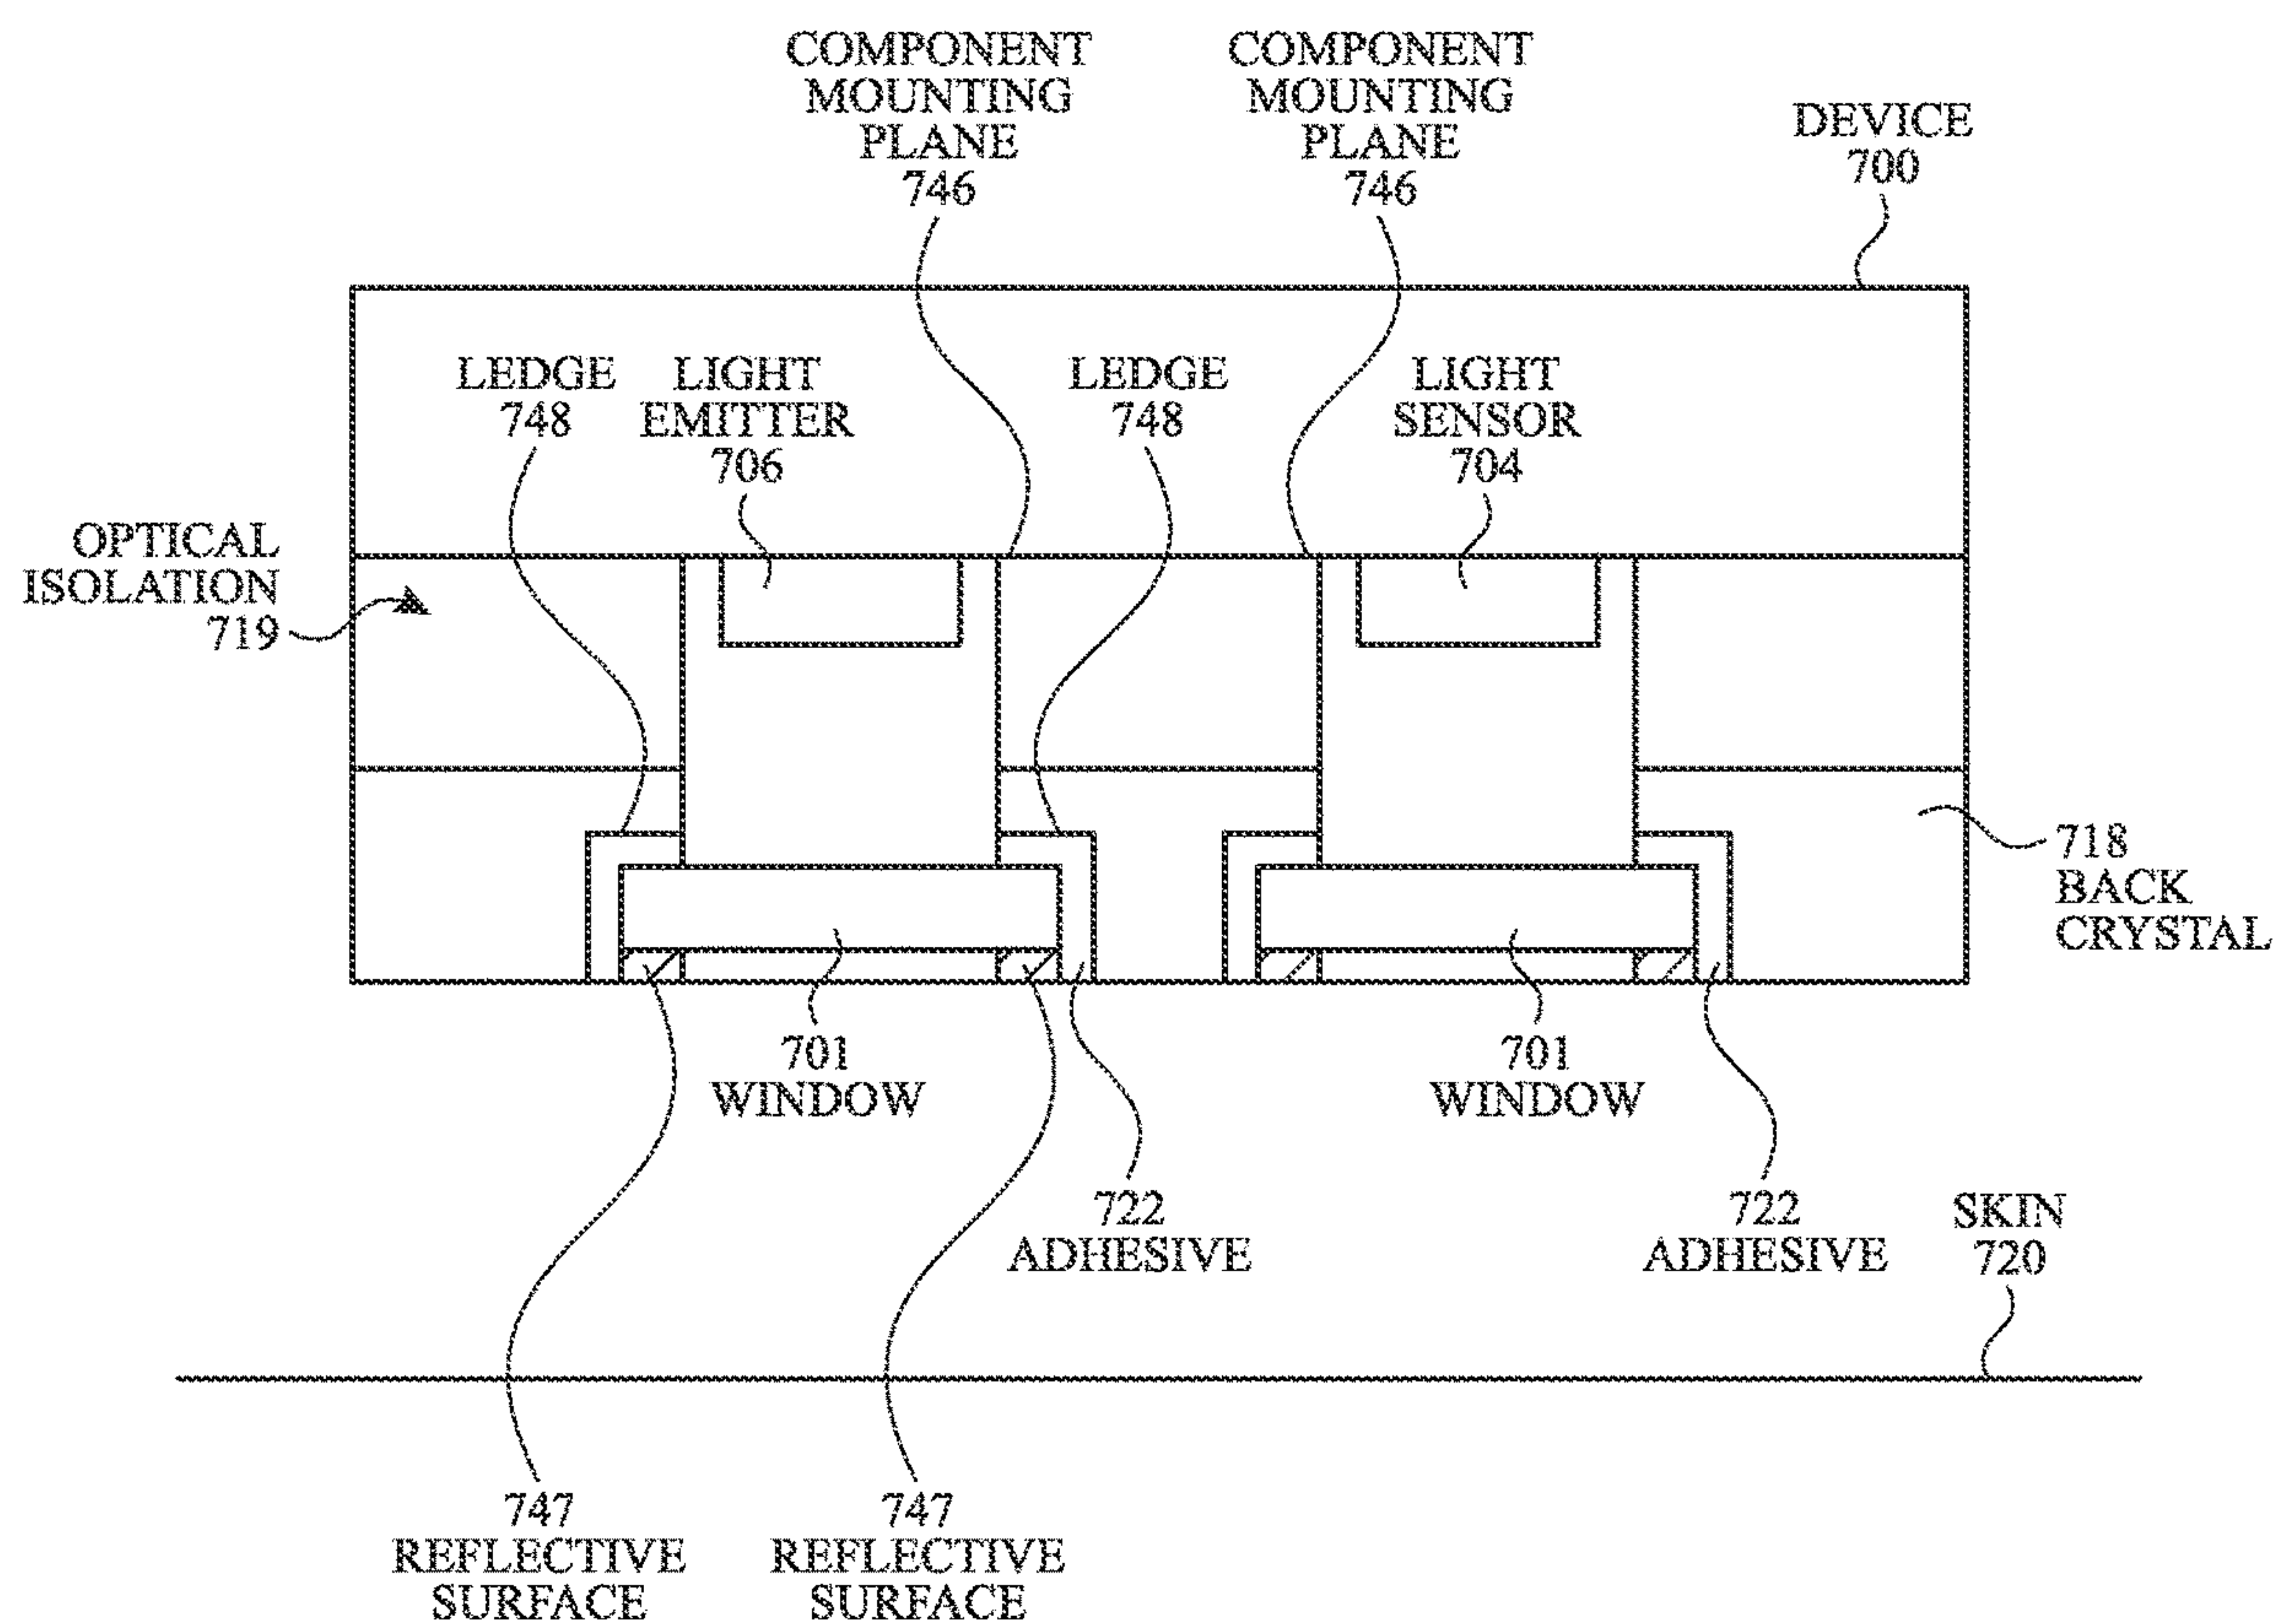 COMPONENT
MOUNTING
PLANE
746
COMPONENT
MOUNTING
PLANE
746
DEVICE
700
LEDGE
748
LIGHT
EMITTER
706
LEDGE
748
LIGHT
SENSOR
704
OPTICAL
ISOLATION
719
718
BACK
CRYSTAL
701
WINDOW
701
WINDOW
722
ADHESIVE
722
ADHESIVE
SKIN
720
747
REFLECTIVE
SURFACE
747
REFLECTIVE
SURFACE